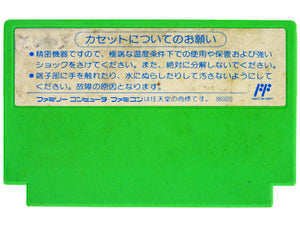 カセットについてのお願い
●精密機器ですので、極端な温度条件下での使用や保管および強い
ショックをさけてください。また、絶対に分解しないでください。
●端子部に手を触れたり、水にぬらしたりして汚さないようにして
ください。故障の原因となります。
ファミリーコンピュータ・ファミコンは任天堂の商標です。